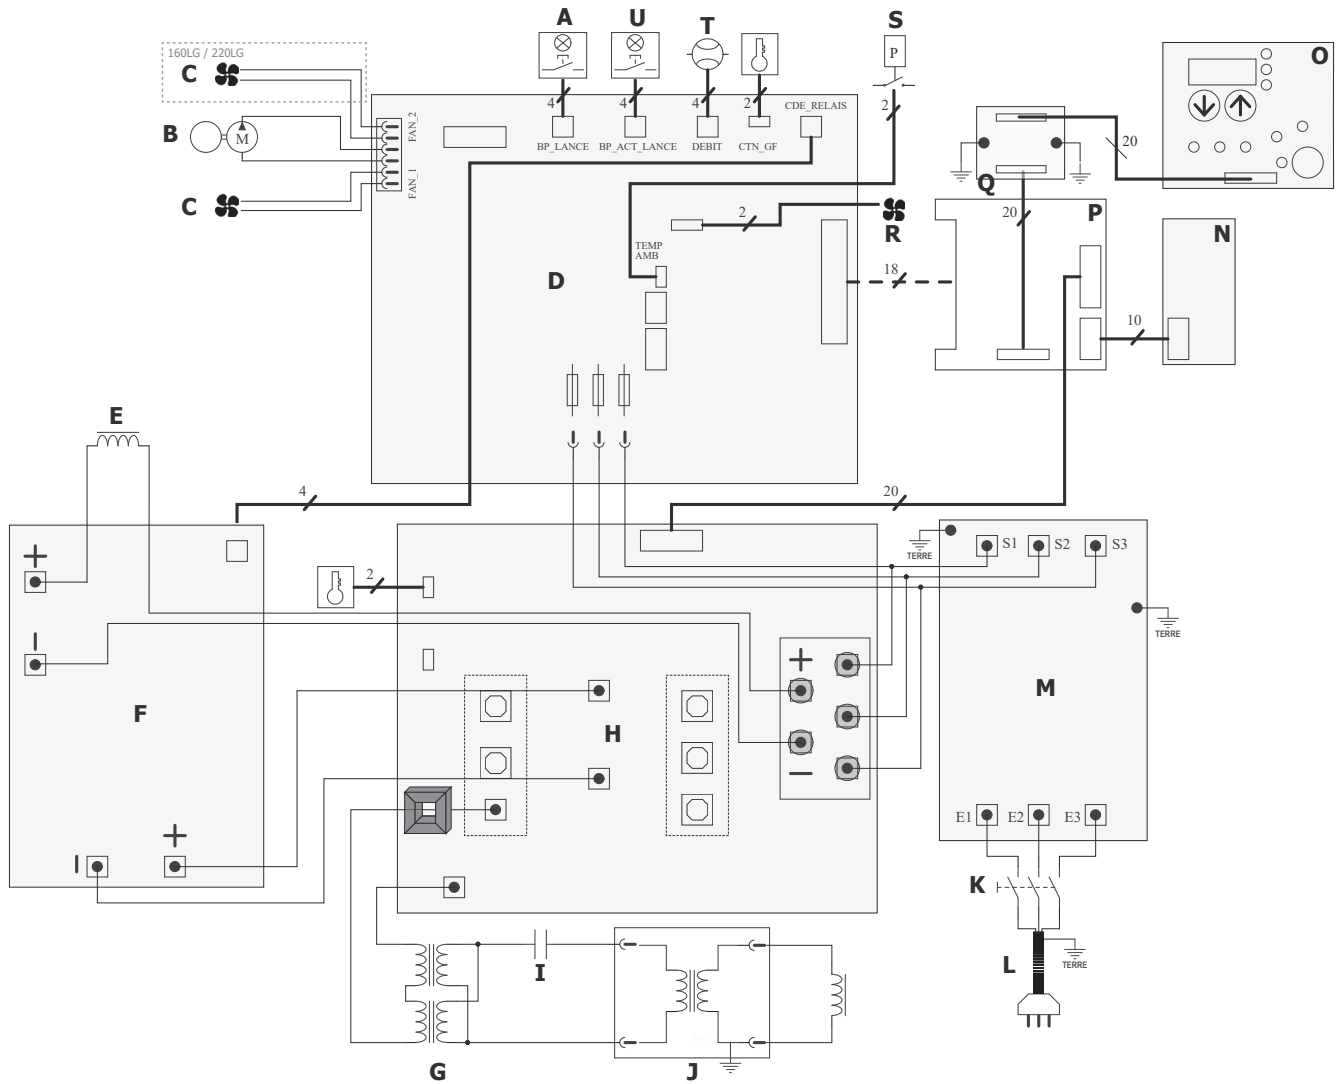 A
U
T
S
O
160LG / 220LG
C
P
4
4
4
2
2
CDE_RELAIS
FAN_2
B
M
BP_LANCE
BP_ACT_LANCE
DEBIT
CTN_GF
20
Q
FAN_1
C
2
20
P
R
N
TEMP
AMB
D
18
10
E
4
20
TERRE
S1
S2
S3
+
2
TERRE
+
M
F
H
+
E1
E2
E3
K
L
TERRE
I
G
J